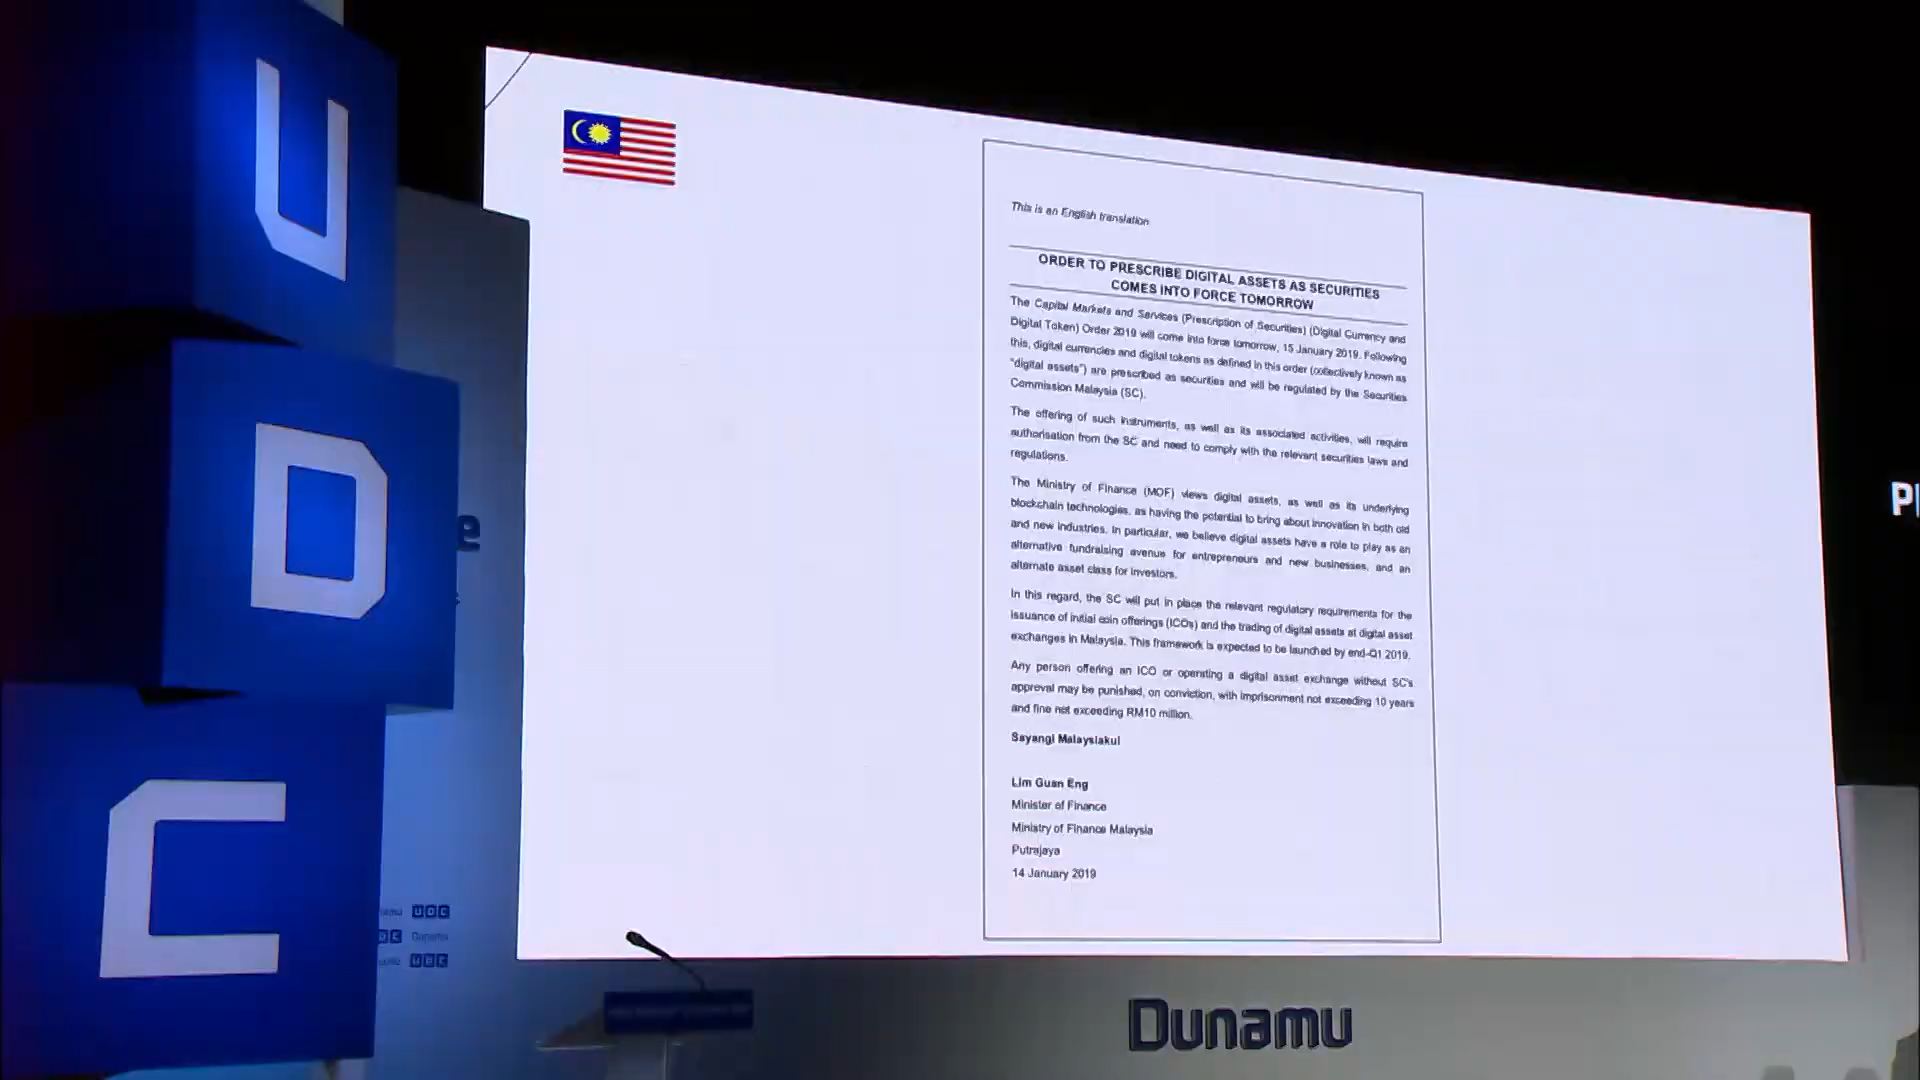 U
D
C
This is an English translation
ORDER TO PRESCRIBE DIGITAL ASSETS AS SECURITIES
COMES INTO FORCE TOMORROW
The Capital Markets and Services (Prescription of Securities) (Digital Currency and
Digital Token) Order 2019 will come into force tomorrow, 15 January 2019. Following
this, digital currencies and digital tokens as defined in this order (collectively known as
"digital assets") are prescribed as securities and will be regulated by the Securities
Commission Malaysia (SC).
The offering of such instruments, as well as its associated activities, will require
authorisation from the SC and need to comply with the relevant securities laws and
regulations.
The Ministry of Finance (MOF) views digital assets, as well as its underlying
blockchain technologies, as having the potential to bring about innovation in both old
and new industries. In particular, we believe digital assets have a role to play as an
alternative fundraising avenue for entrepreneurs and new businesses, and an
alternate asset class for investors.
In this regard, the SC will put in place the relevant regulatory requirements for the
issuance of initial coin offerings (ICOs) and the trading of digital assets at digital asset
exchanges in Malaysia. This framework is expected to be launched by end-Q1 2019.
Any person offering an ICO or operating a digital asset exchange without SC's
approval may be punished, on conviction, with imprisonment not exceeding 10 years
and fine not exceeding RM10 million.
Sayangi Malaysiaku!
Lim Guan Eng
Minister of Finance
Ministry of Finance Malaysia
Putrajaya
14 January 2019
UDC
Dunamu
UDC
Dunamu